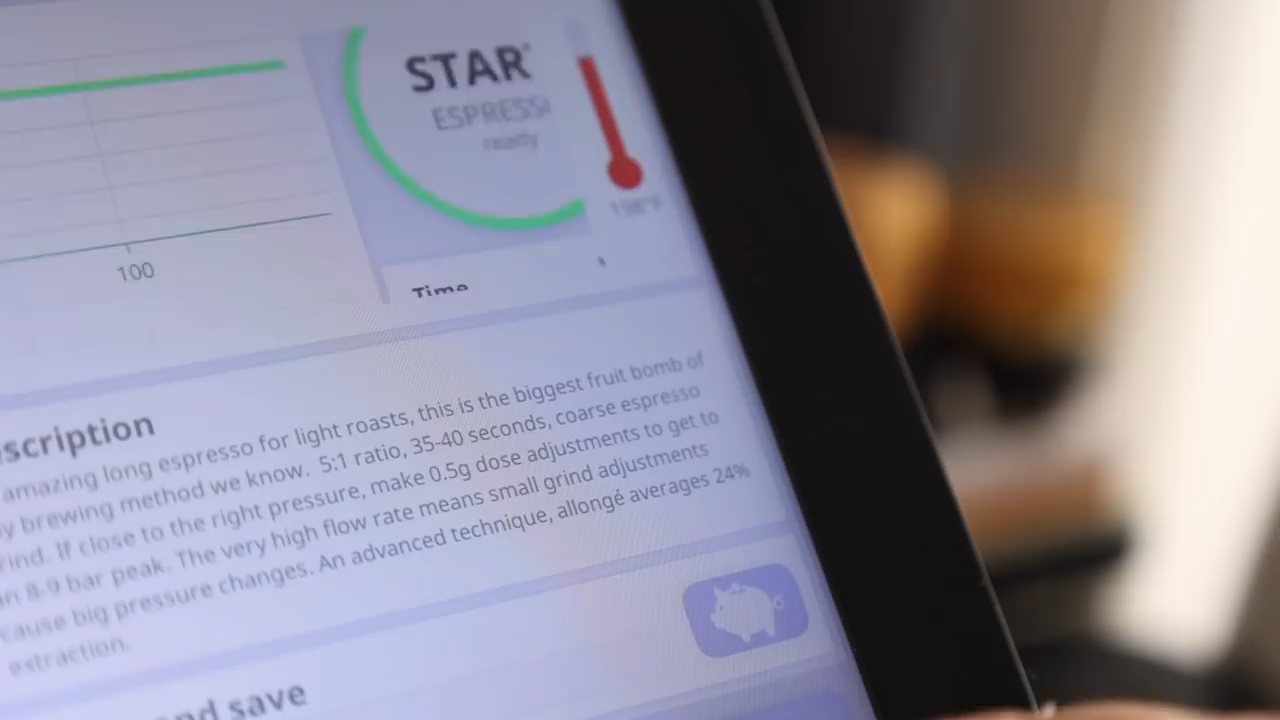 STAR
ESPRESS
ready
198°F
100
Time
scription
amazing long espresso for light roasts, this is the biggest fruit bomb of
y brewing method we know. 5:1 ratio, 35-40 seconds, coarse espresso
rind. If close to the right pressure, make 0.5g dose adjustments to get to
an 8-9 bar peak. The very high flow rate means small grind adjustments
cause big pressure changes. An advanced technique, allongé averages 24%
extraction.
nd save